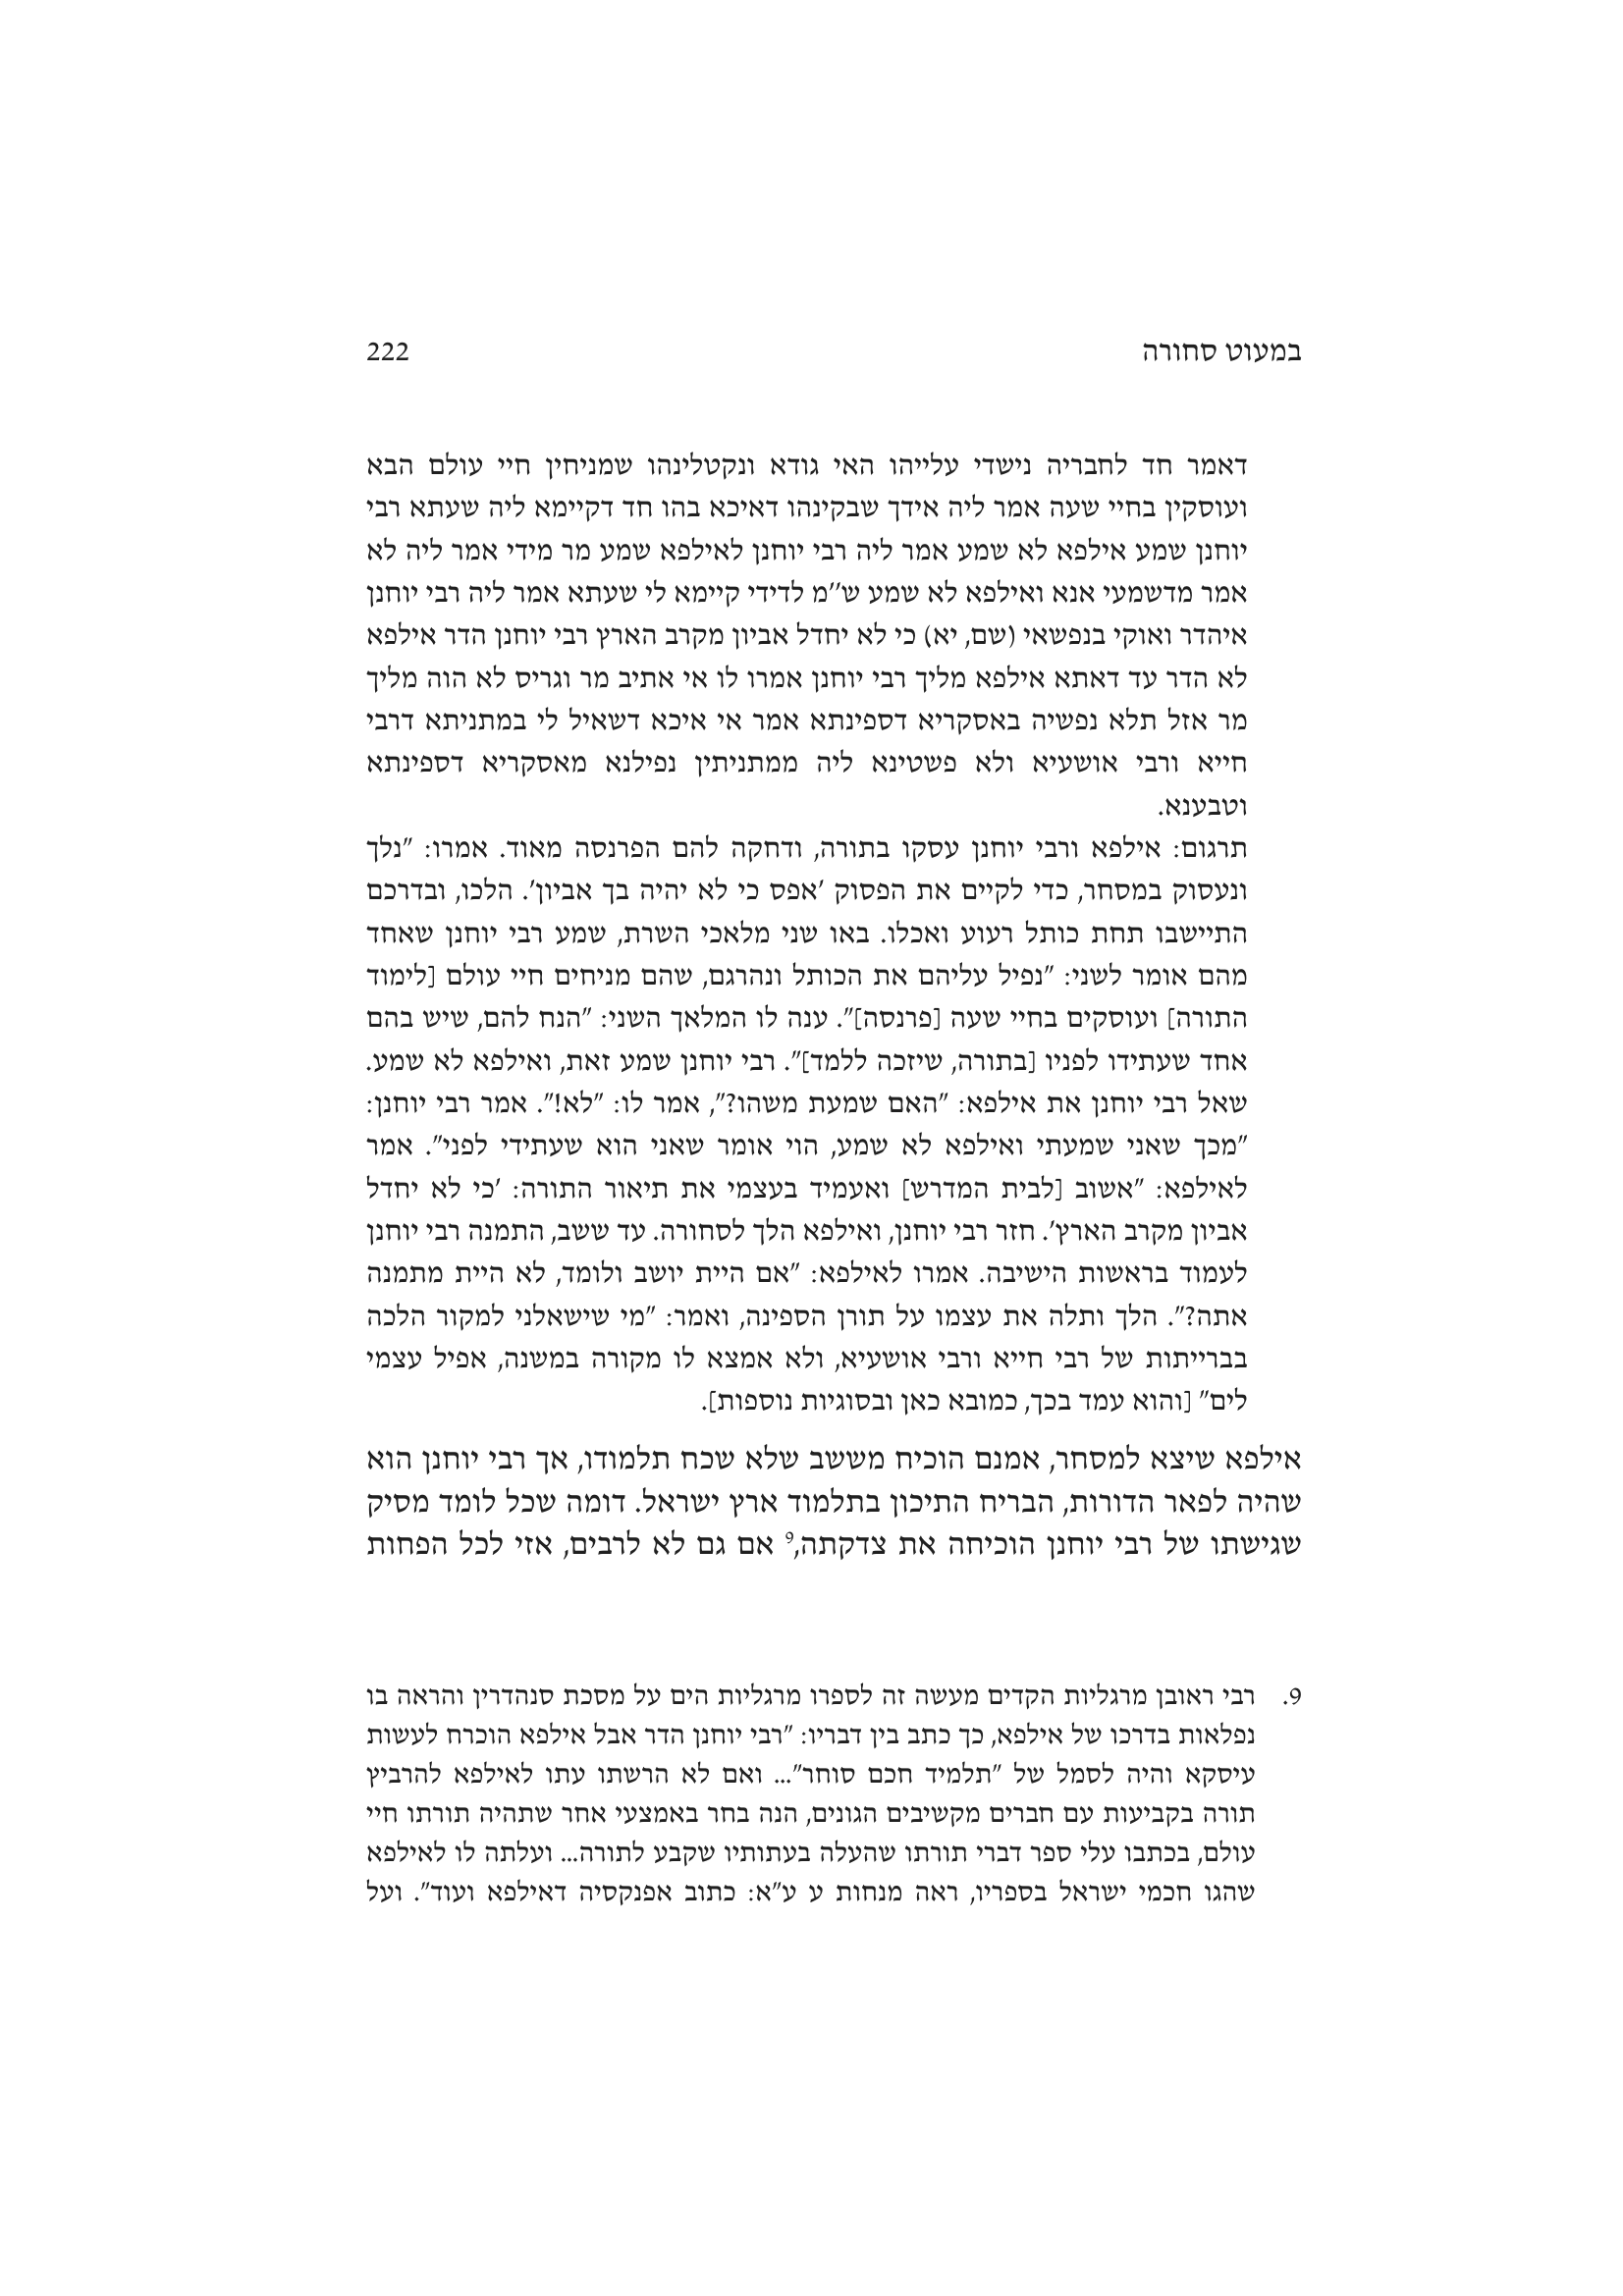 במעוט סחורה 222
דאמר חד לחבריה נישדי עלייהו האי גודא ונקטלינהו שמניחין חיי עולם הבא
ועוסקין בחיי שעה אמר ליה אידך שבקינהו דאיכא בהו חד דקיימא ליה שעתא רבי
יוחנן שמע אילפא לא שמע אמר ליה רבי יוחנן לאילפא שמע מר מידי אמר ליה לא
אמר מדשמעי אנא ואילפא לא שמע ש''מ לדידי קיימא לי שעתא אמר ליה רבי יוחנן
איהדר ואוקי בנפשאי (שם, יא) כי לא יחדל אביון מקרב הארץ רבי יוחנן הדר אילפא
לא הדר עד דאתא אילפא מליך רבי יוחנן אמרו לו אי אתיב מר וגריס לא הוה מליך
מר אזל תלא נפשיה באסקריא דספינתא אמר אי איכא דשאיל לי במתניתא דרבי
חייא ורבי אושעיא ולא פשטינא ליה ממתניתין נפילנא מאסקריא דספינתא
וטבענא.
תרגום: אילפא ורבי יוחנן עסקו בתורה, ודחקה להם הפרנסה מאוד. אמרו: "נלך
ונעסוק במסחר, כדי לקיים את הפסוק 'אפס כי לא יהיה בך אביון'. הלכו, ובדרכם
התיישבו תחת כותל רעוע ואכלו. באו שני מלאכי השרת, שמע רבי יוחנן שאחד
מהם אומר לשני: "נפיל עליהם את הכותל ונהרגם, שהם מניחים חיי עולם [לימוד
התורה] ועוסקים בחיי שעה [פרנסה]". ענה לו המלאך השני: "הנח להם, שיש בהם
אחד שעתידו לפניו [בתורה, שיזכה ללמד]". רבי יוחנן שמע זאת, ואילפא לא שמע.
שאל רבי יוחנן את אילפא: "האם שמעת משהו?", אמר לו: "לא!". אמר רבי יוחנן:
"מכך שאני שמעתי ואילפא לא שמע, הוי אומר שאני הוא שעתידי לפני". אמר
לאילפא: "אשוב [לבית המדרש] ואעמיד בעצמי את תיאור התורה: 'כי לא יחדל
אביון מקרב הארץ'. חזר רבי יוחנן, ואילפא הלך לסחורה. עד ששב, התמנה רבי יוחנן
לעמוד בראשות הישיבה. אמרו לאילפא: "אם היית יושב ולומד, לא היית מתמנה
אתה?". הלך ותלה את עצמו על תורן הספינה, ואמר: "מי שישאלני למקור הלכה
בברייתות של רבי חייא ורבי אושעיא, ולא אמצא לו מקורה במשנה, אפיל עצמי
לים" [והוא עמד בכך, כמובא כאן ובסוגיות נוספות].
אילפא שיצא למסחר, אמנם הוכיח מששב שלא שכח תלמודו, אך רבי יוחנן הוא
שהיה לפאר הדורות, הבריח התיכון בתלמוד ארץ ישראל. דומה שכל לומד מסיק
שגישתו של רבי יוחנן הוכיחה את צדקתה,9 אם גם לא לרבים, אזי לכל הפחות
9. רבי ראובן מרגליות הקדים מעשה זה לספרו מרגליות הים על מסכת סנהדרין והראה בו
נפלאות בדרכו של אילפא, כך כתב בין דבריו: "רבי יוחנן הדר אבל אילפא הוכרח לעשות
עיסקא והיה לסמל של "תלמיד חכם סוחר"... ואם לא הרשתו עתו לאילפא להרביץ
תורה בקביעות עם חברים מקשיבים הגונים, הנה בחר באמצעי אחר שתהיה תורתו חיי
עולם, בכתבו עלי ספר דברי תורתו שהעלה בעתותיו שקבע לתורה... ועלתה לו לאילפא
שהגו חכמי ישראל בספריו, ראה מנחות ע ע"א: כתוב אפנקסיה דאילפא ועוד". ועל